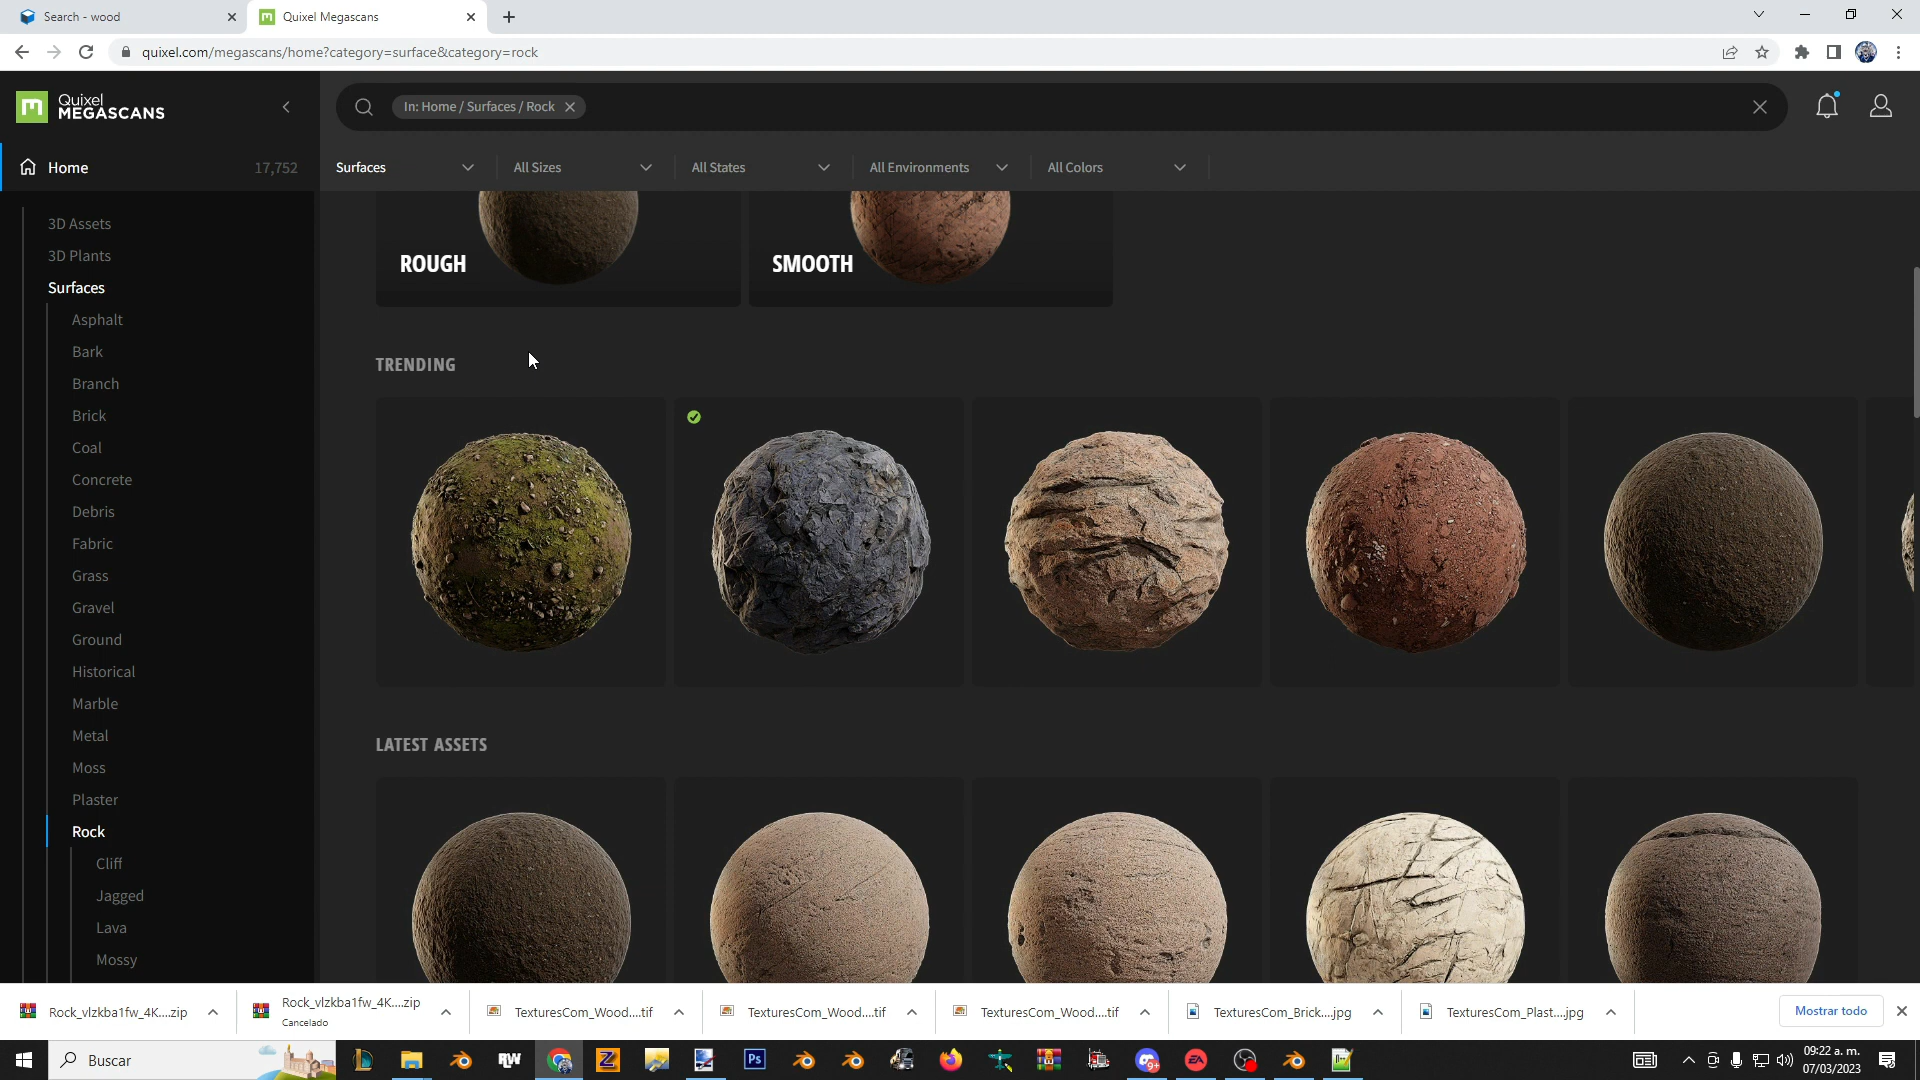 Search - wood
Quixel Megascans
quixel.com/megascans/home?category=surface&category=rock
Quixel
MEGASCANS
In: Home / Surfaces / Rock
Home 17,752
Surfaces
All Sizes
All States
All Environments
All Colors
3D Assets
3D Plants
Surfaces
Asphalt
Bark
Branch
Brick
Coal
Concrete
Debris
Fabric
Grass
Gravel
Ground
Historical
Marble
Metal
Moss
Plaster
Rock
Cliff
Jagged
Lava
Mossy
ROUGH
SMOOTH
TRENDING
LATEST ASSETS
Rock_vlzkba1fw_4K....zip
Rock_vlzkba1fw_4K....zip
Cancelado
TexturesCom_Wood....tif
TexturesCom_Wood....tif
TexturesCom_Wood....tif
TexturesCom_Brick....jpg
TexturesCom_Plast....jpg
Mostrar todo
Buscar
RW
Z
Ps
9+
EA
09:22 a. m.
07/03/2023